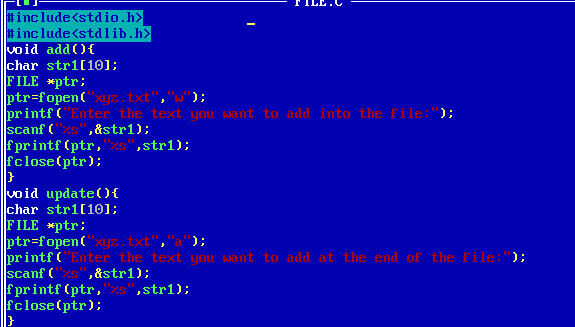 [■]
FILE.C
#include<stdio.h>
#include<stdlib.h>
void add(){
char str1[10];
FILE *ptr;
ptr=fopen("xyz.txt","w");
printf("Enter the text you want to add into the file:");
scanf("%s",&str1);
fprintf(ptr,"%s",str1);
fclose(ptr);
}
void update(){
char str1[10];
FILE *ptr;
ptr=fopen("xyz.txt","a");
printf("Enter the text you want to add at the end of the file:");
scanf("%s",&str1);
fprintf(ptr,"%s",str1);
fclose(ptr);
}